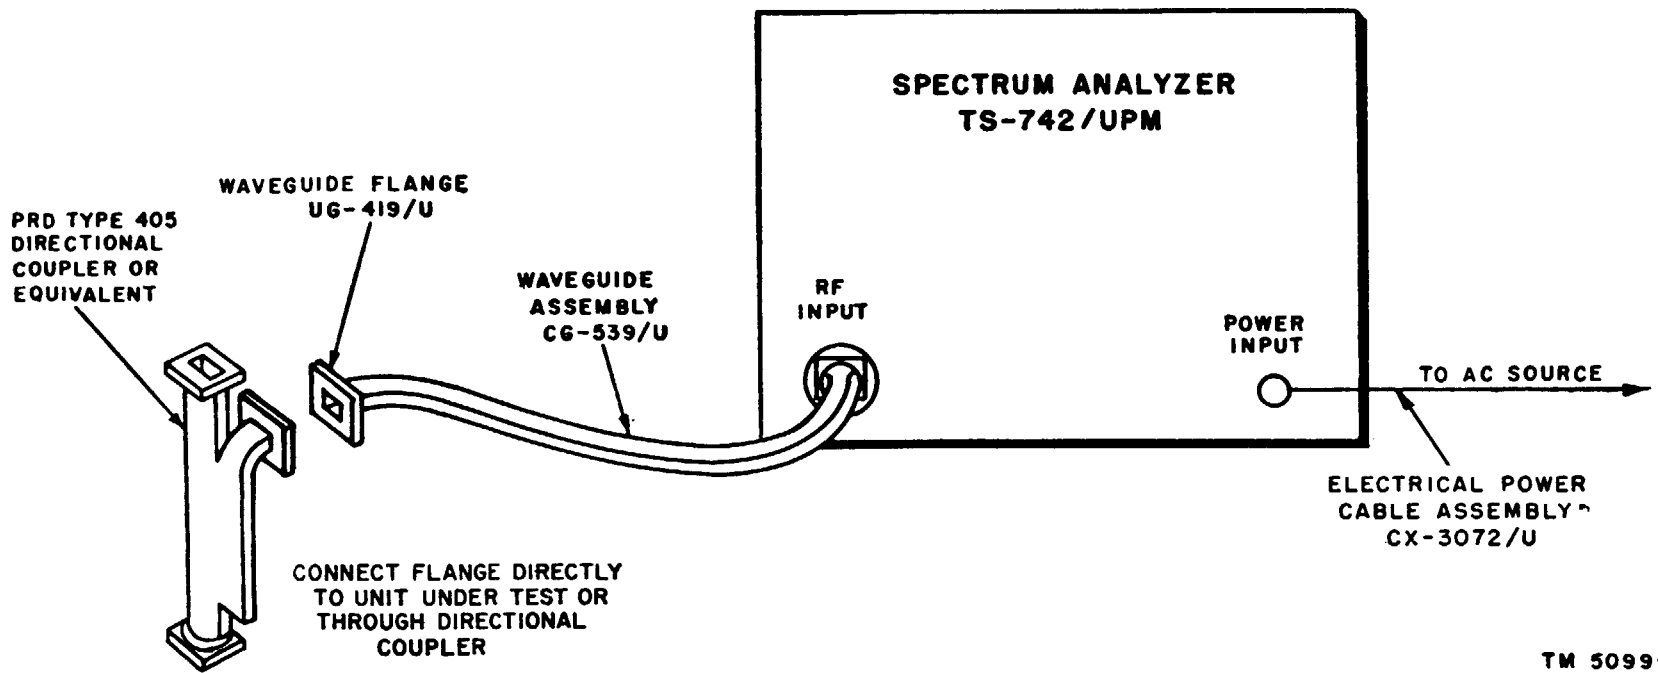 SPECTRUM ANALYZER
TS-742/UPM
WAVEGUIDE FLANGE
UG-419/U
PRD TYPE 405
DIRECTIONAL
COUPLER OR
EQUIVALENT
WAVEGUIDE
ASSEMBLY
CG-539/U
RF
INPUT
POWER
INPUT
TO AC SOURCE
ELECTRICAL POWER
CABLE ASSEMBLY
CX-3072/U
CONNECT FLANGE DIRECTLY
TO UNIT UNDER TEST OR
THROUGH DIRECTIONAL
COUPLER
TM 5099-